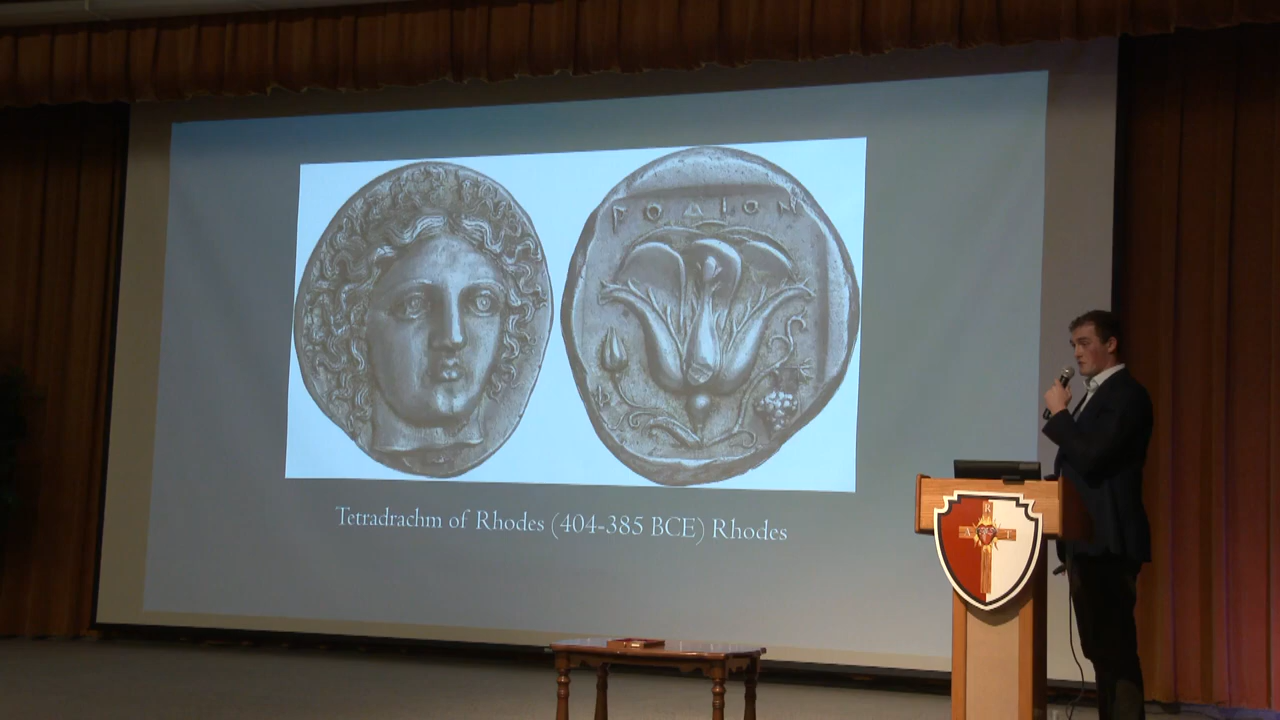 ΡΟΔΙΟΝ
Tetradrachm of Rhodes (404-385 BCE) Rhodes
R
A T